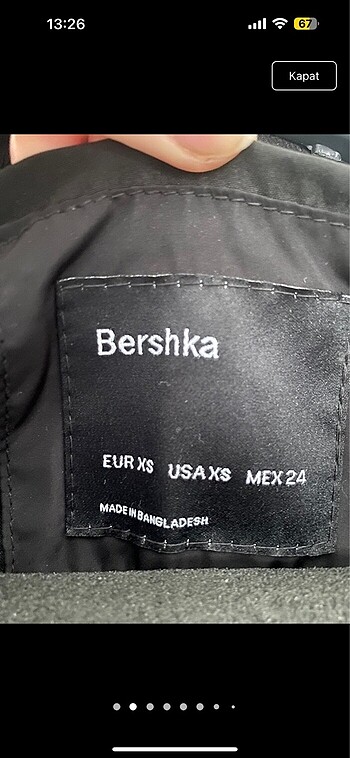 13:26
67
Kapat
Bershka
EUR XS USA XS MEX 24
MADE IN BANGLADESH